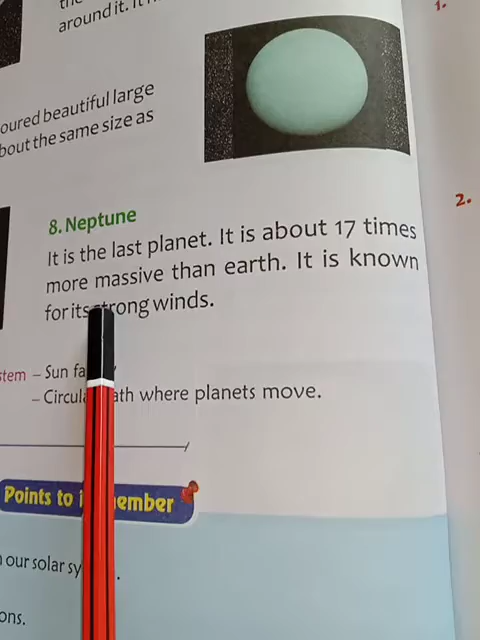 around it. It
1.
oured beautiful large
bout the same size as
2.
8. Neptune
It is the last planet. It is about 17 times
more massive than earth. It is known
for its strong winds.
stem – Sun fa
– Circula ath where planets move.
Points to ember
our solar sy .
ons.